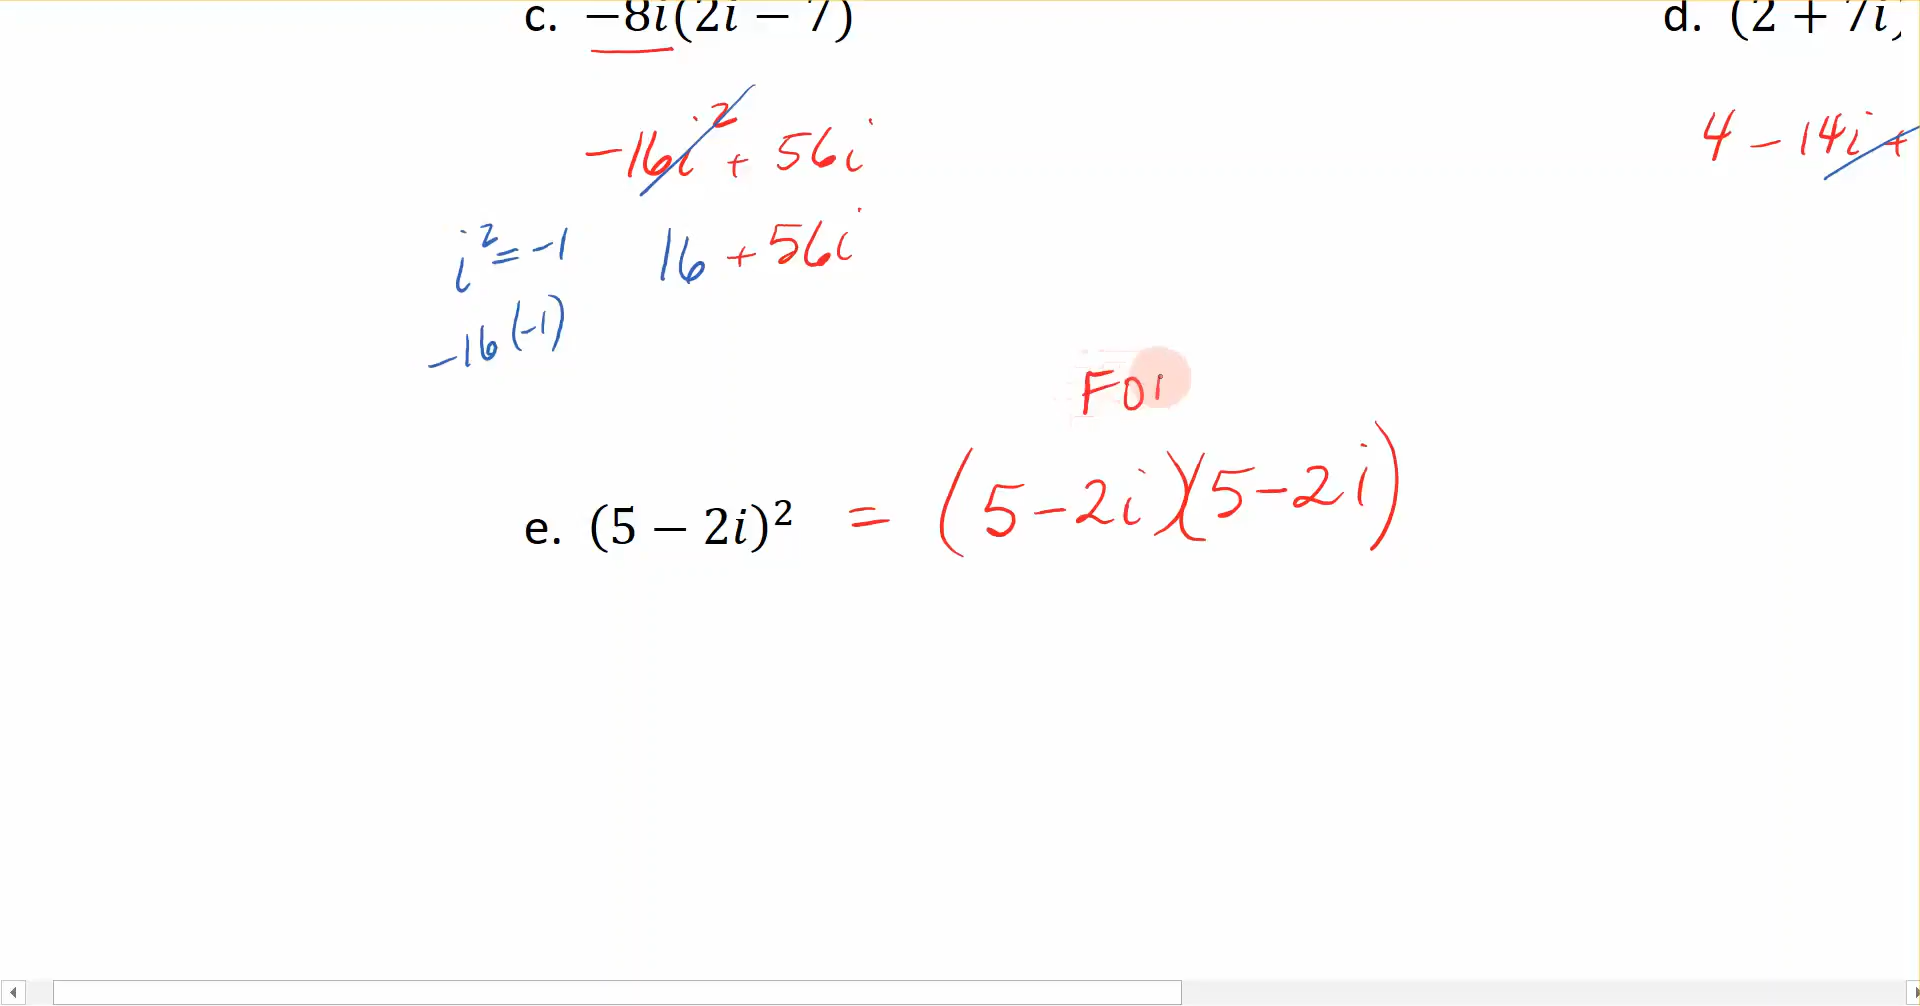 c. −8i(2i − 7)
d. (2 + 7i)
-16i² + 56i
4 - 14i +
i² = -1
16 + 56i
-16(-1)
FOI
e. (5 − 2i)² = (5-2i)(5-2i)